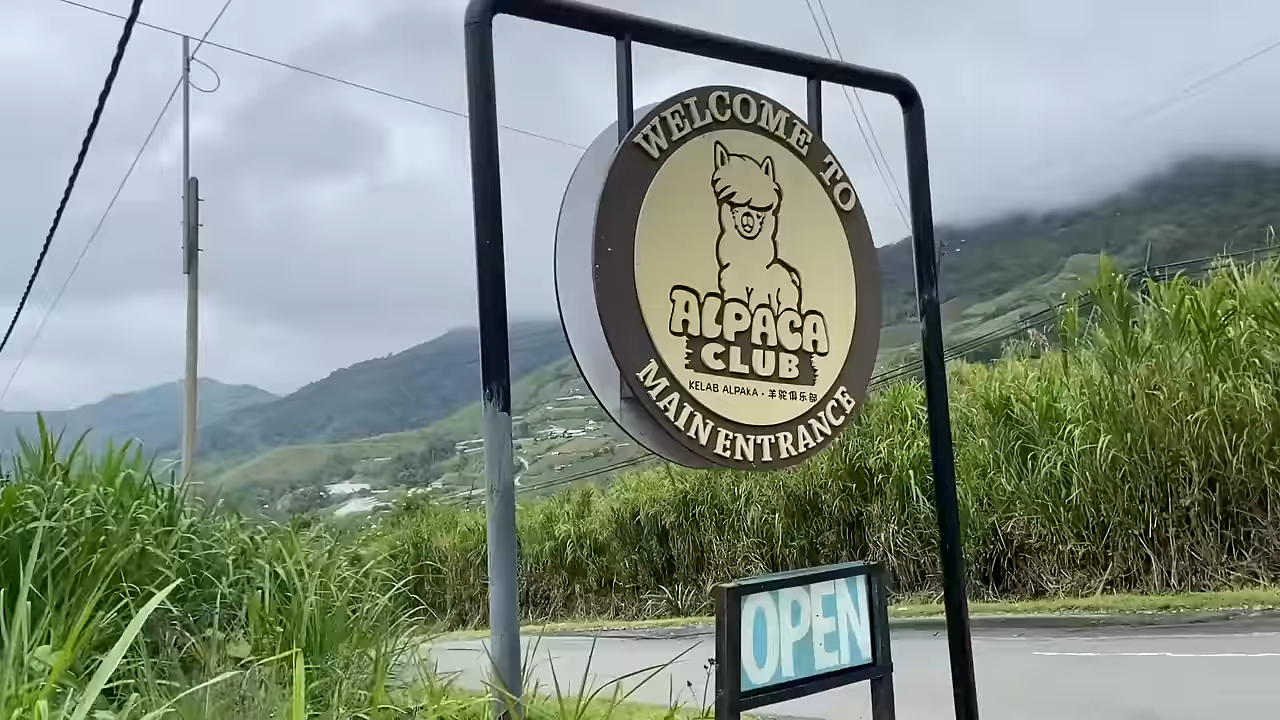 WELCOME TO
ALPACA
CLUB
KELAB ALPAKA · 羊驼俱乐部
MAIN ENTRANCE
OPEN